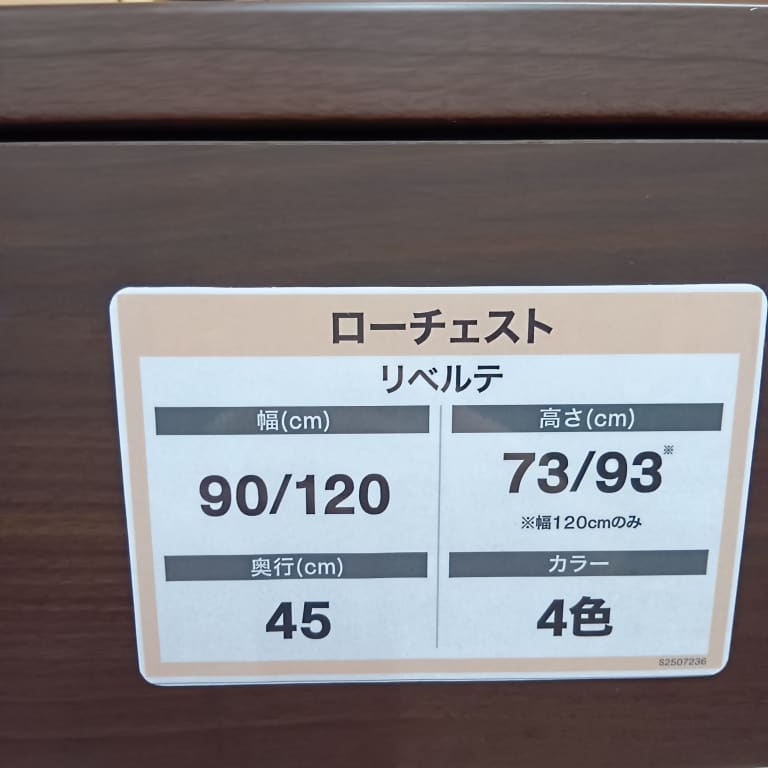 ローチェスト
リベルテ
幅(cm)
90/120
高さ(cm)
73/93※
※幅120cmのみ
奥行(cm)
45
カラー
4色
S2507236